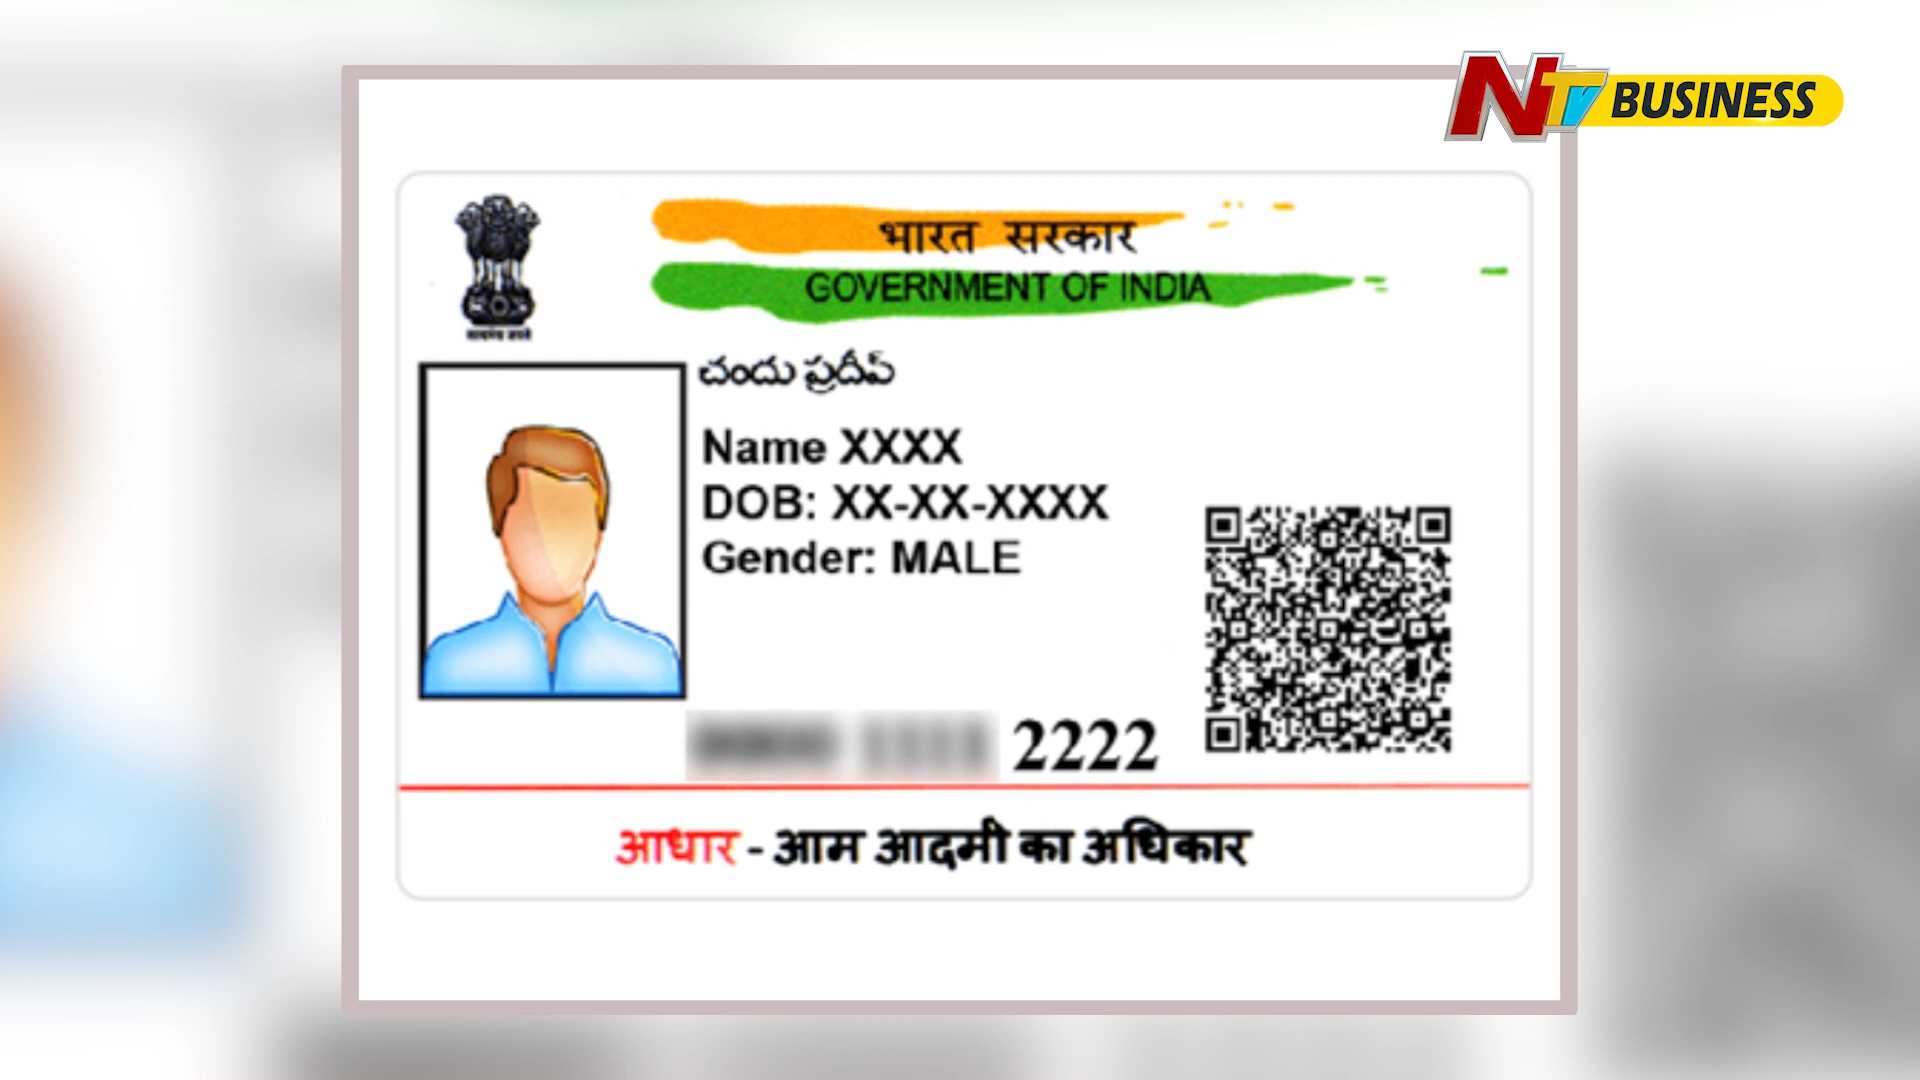 NTV BUSINESS
भारत सरकार
GOVERNMENT OF INDIA
చందు ప్రదీప్
Name XXXX
DOB: XX-XX-XXXX
Gender: MALE
2222
आधार - आम आदमी का अधिकार